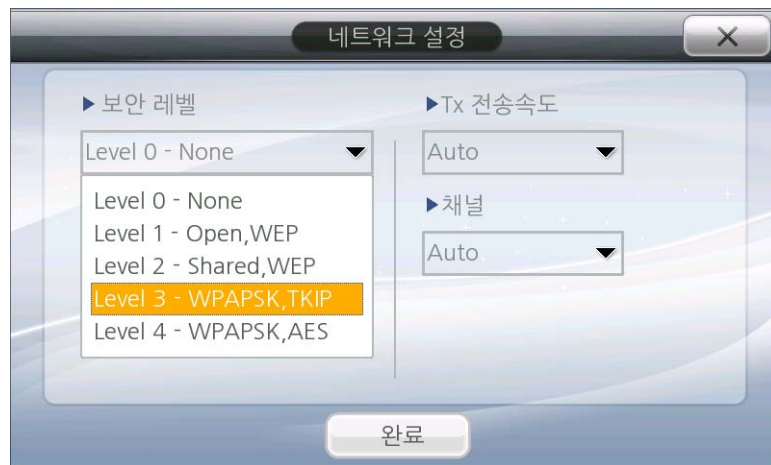 네트워크 설정
▶ 보안 레벨
Level 0 - None
Level 0 - None
Level 1 - Open,WEP
Level 2 - Shared,WEP
Level 3 - WPAPSK,TKIP
Level 4 - WPAPSK,AES
▶Tx 전송속도
Auto
▶채널
Auto
완료